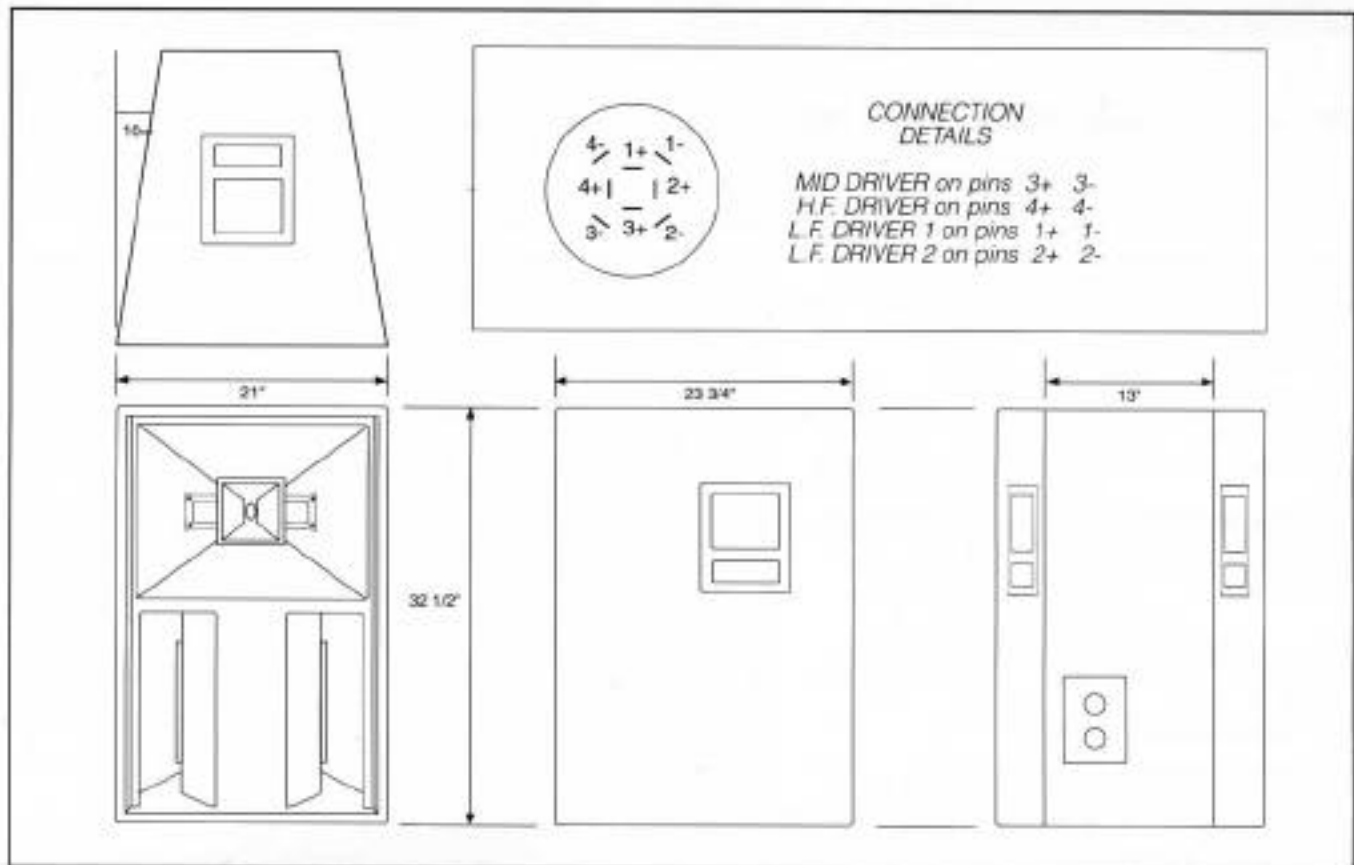 CONNECTION
DETAILS
4- 1+ 1-
4+ 2+
3- 3+ 2-
MID DRIVER on pins 3+ 3-
H.F. DRIVER on pins 4+ 4-
L.F. DRIVER 1 on pins 1+ 1-
L.F. DRIVER 2 on pins 2+ 2-
21"
23 3/4"
13"
32 1/2"